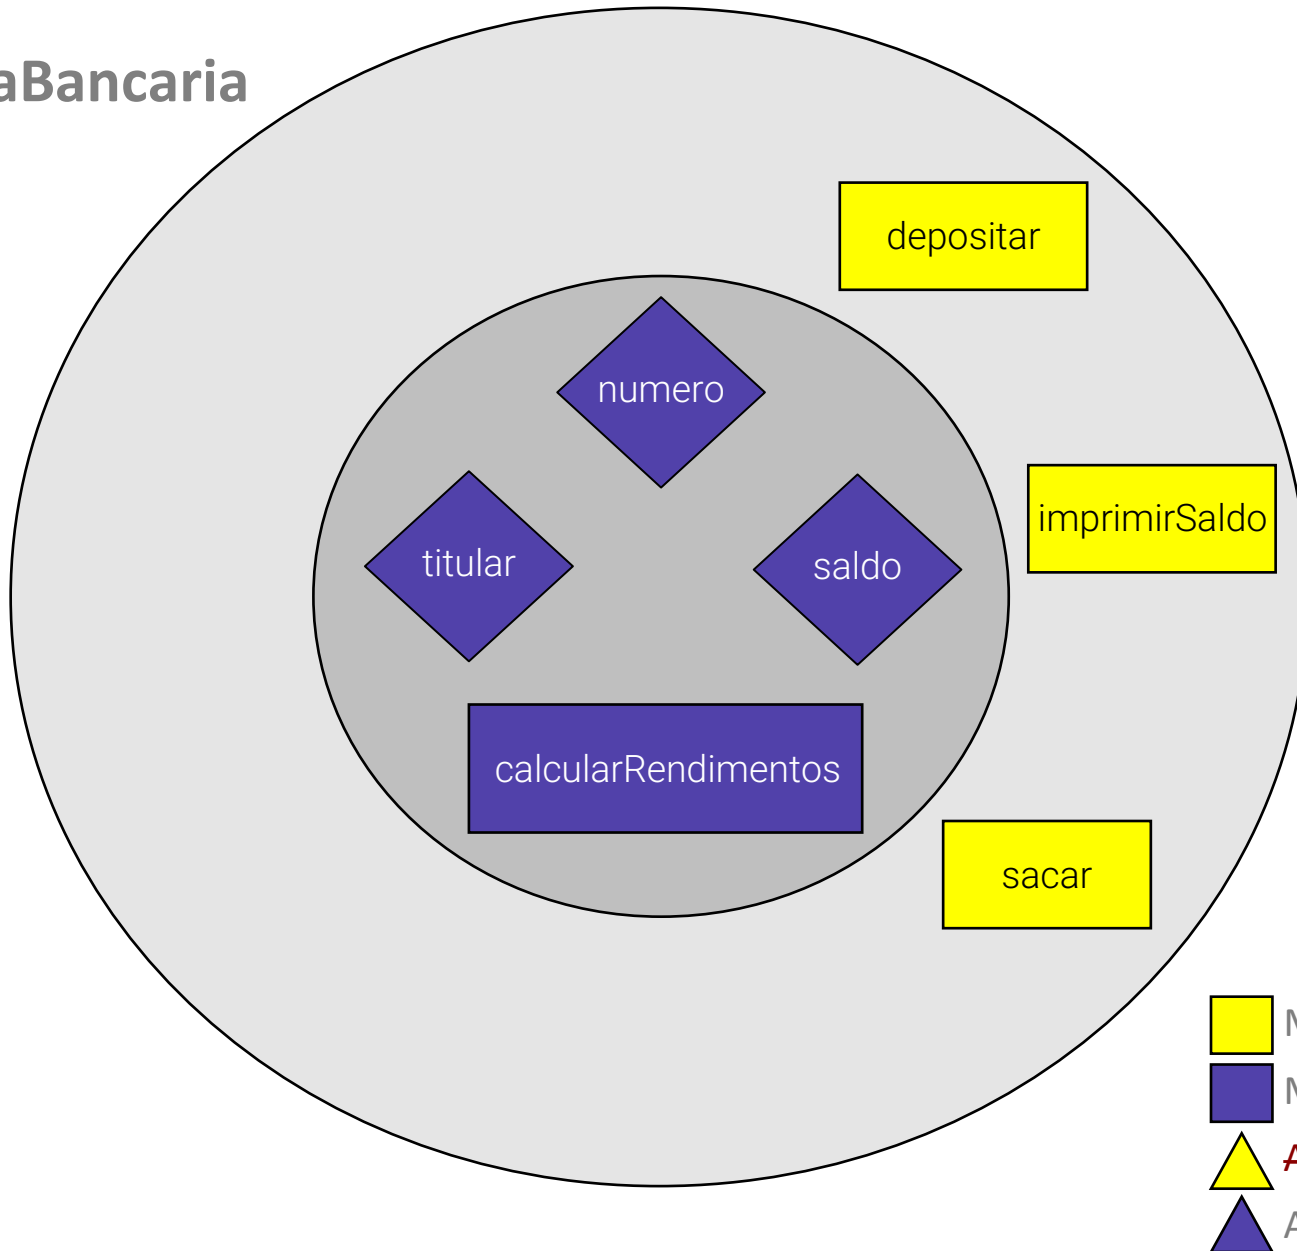 aBancaria
depositar
numero
imprimirSaldo
titular
saldo
calcularRendimentos
sacar
M
M
A
A